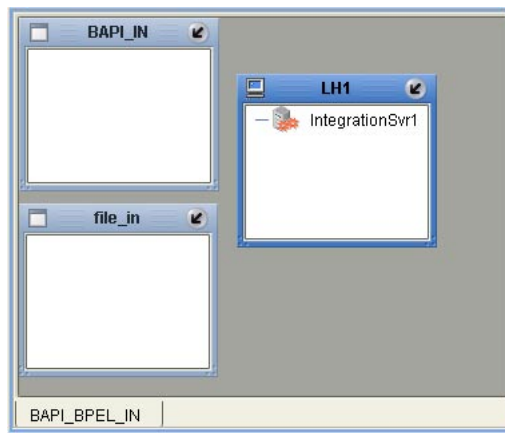 BAPI_IN
LH1
IntegrationSvr1
file_in
BAPI_BPEL_IN